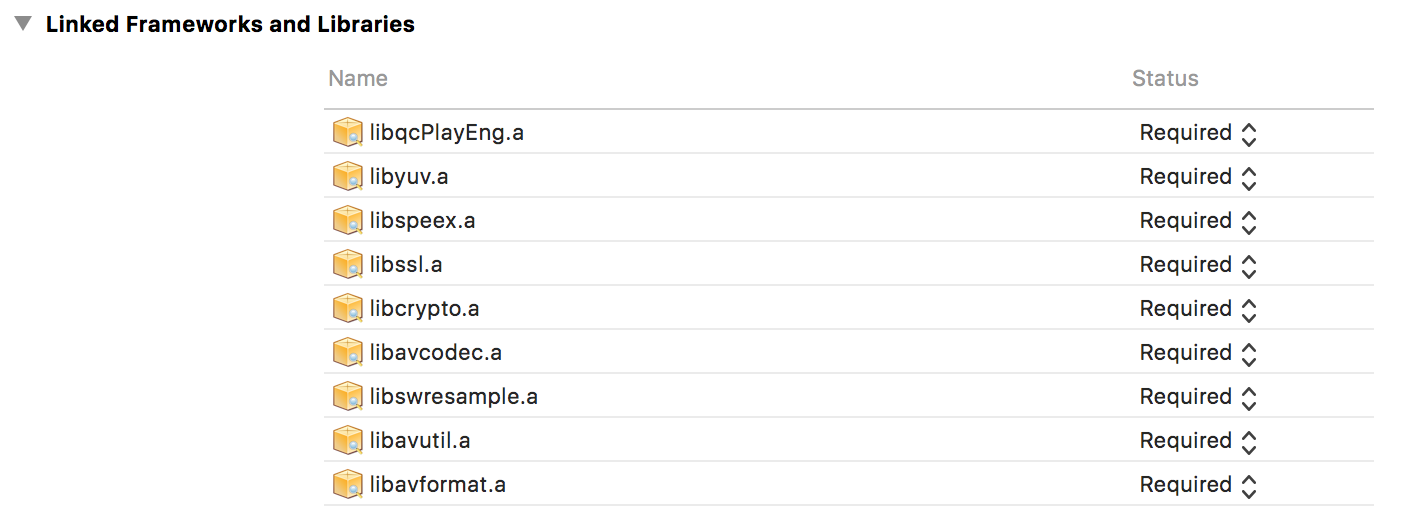 Linked Frameworks and Libraries
Name Status
libqcPlayEng.a Required
libyuv.a Required
libspeex.a Required
libssl.a Required
libcrypto.a Required
libavcodec.a Required
libswresample.a Required
libavutil.a Required
libavformat.a Required